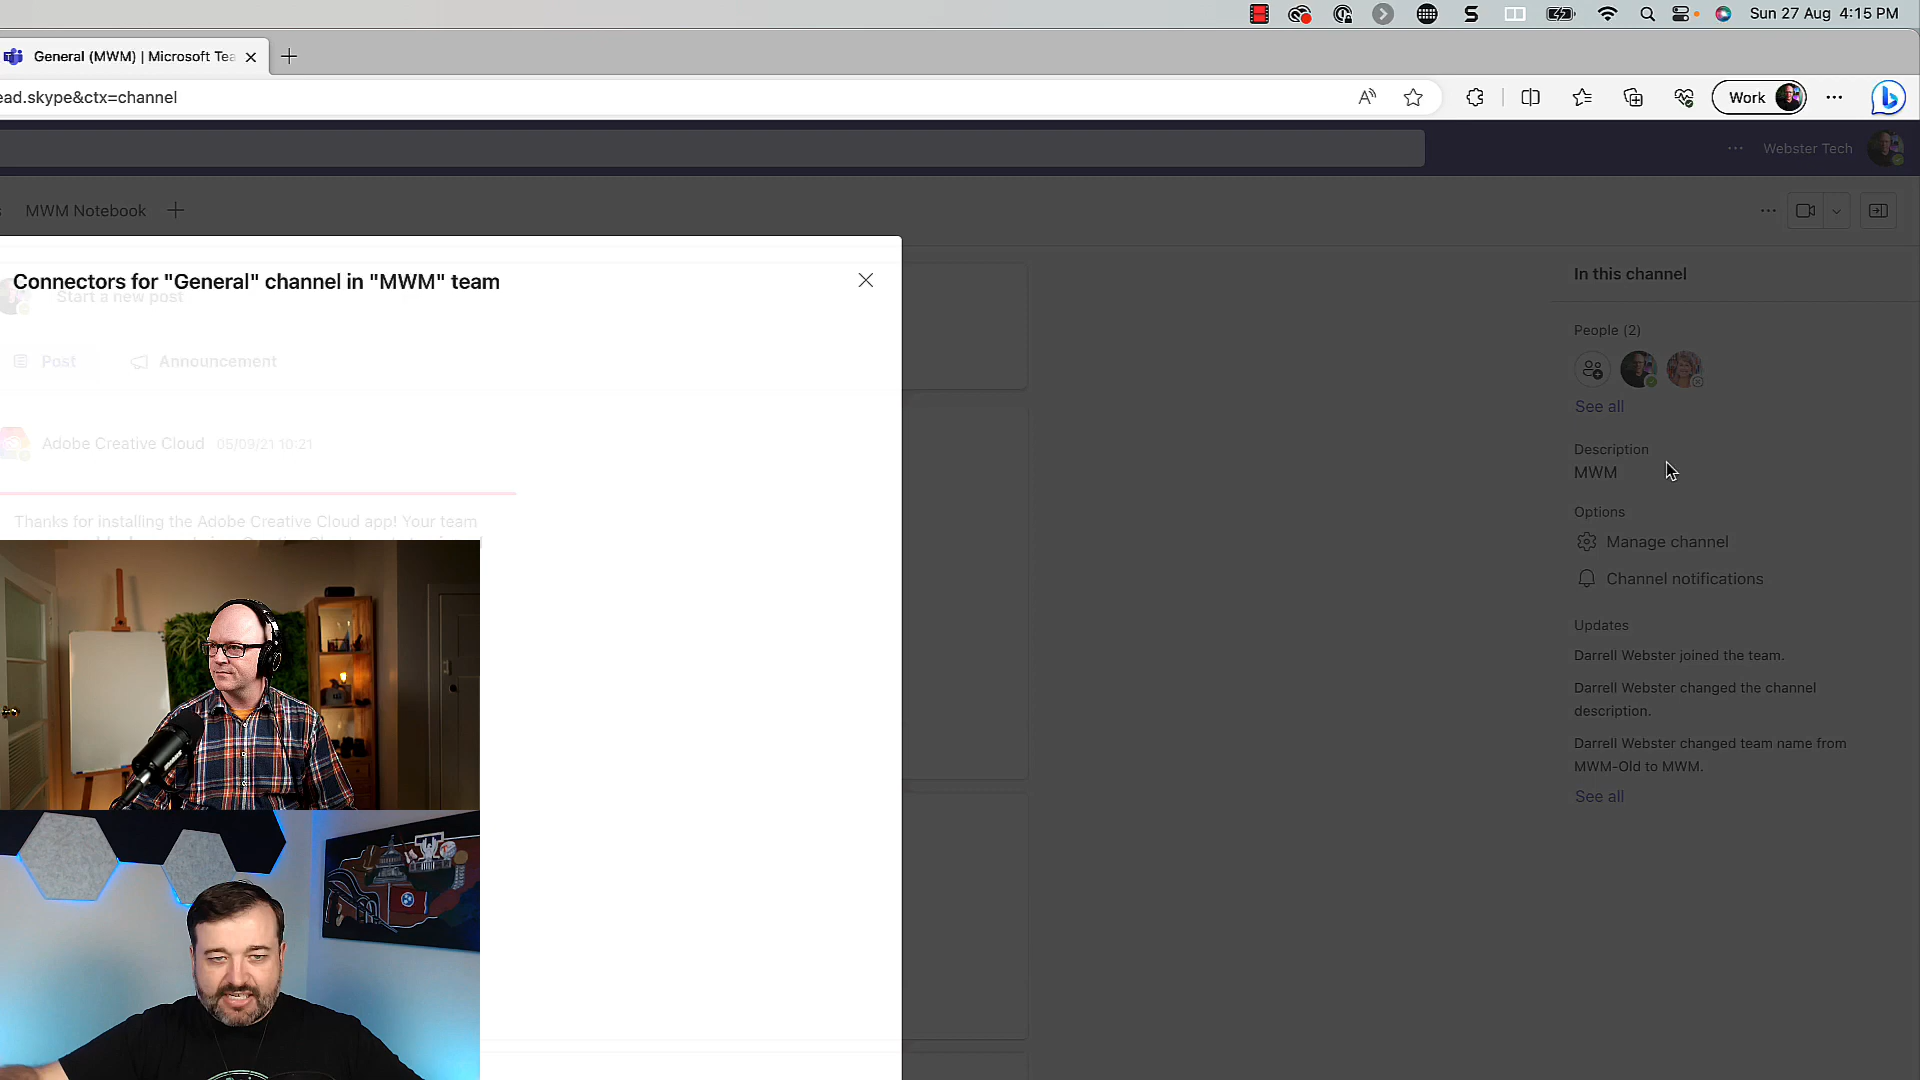 Sun 27 Aug 4:15 PM
General (MWM) | Microsoft Tea
ead.skype&ctx=channel
Work
Webster Tech
MWM Notebook
Connectors for "General" channel in "MWM" team
Start a new post
Post
Announcement
Adobe Creative Cloud 05/09/21 10:21
Thanks for installing the Adobe Creative Cloud app! Your team
In this channel
People (2)
See all
Description
MWM
Options
Manage channel
Channel notifications
Updates
Darrell Webster joined the team.
Darrell Webster changed the channel
description.
Darrell Webster changed team name from
MWM-Old to MWM.
See all